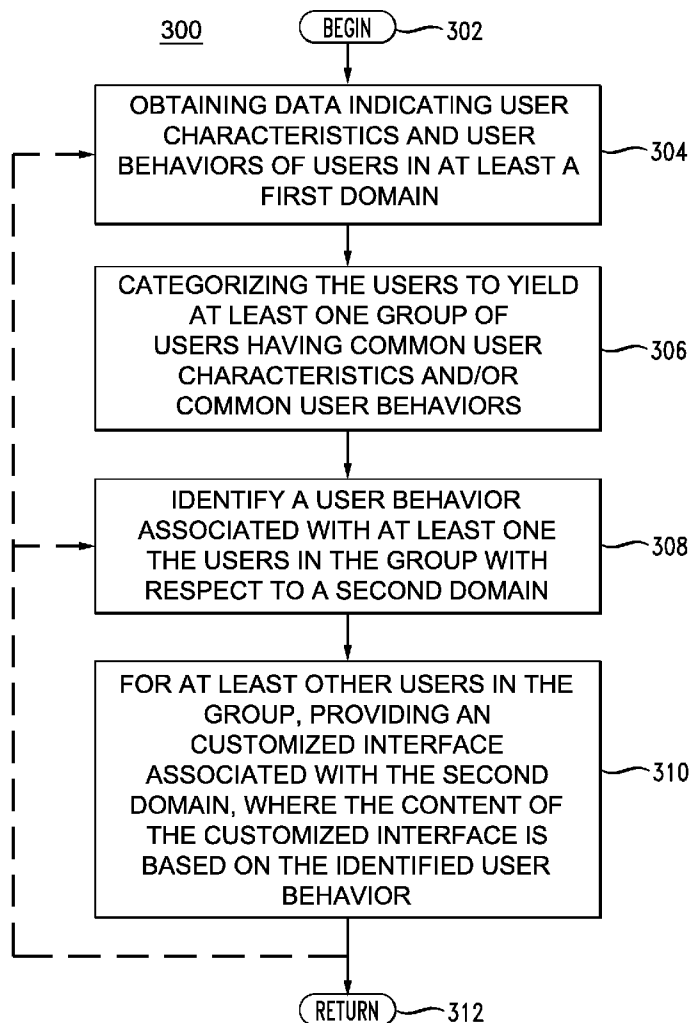 300
BEGIN
302
OBTAINING DATA INDICATING USER
CHARACTERISTICS AND USER
BEHAVIORS OF USERS IN AT LEAST A
FIRST DOMAIN
304
CATEGORIZING THE USERS TO YIELD
AT LEAST ONE GROUP OF
USERS HAVING COMMON USER
CHARACTERISTICS AND/OR
COMMON USER BEHAVIORS
306
IDENTIFY A USER BEHAVIOR
ASSOCIATED WITH AT LEAST ONE
THE USERS IN THE GROUP WITH
RESPECT TO A SECOND DOMAIN
308
FOR AT LEAST OTHER USERS IN THE
GROUP, PROVIDING AN
CUSTOMIZED INTERFACE
ASSOCIATED WITH THE SECOND
DOMAIN, WHERE THE CONTENT OF
THE CUSTOMIZED INTERFACE IS
BASED ON THE IDENTIFIED USER
BEHAVIOR
310
RETURN
312